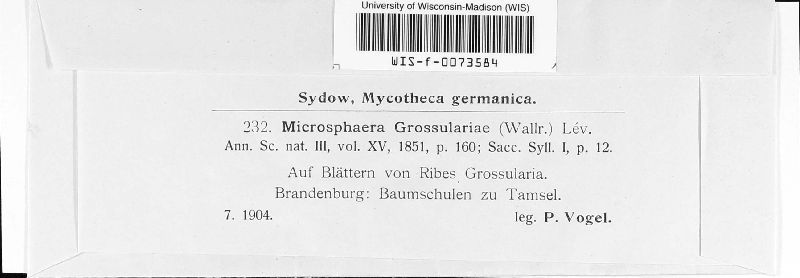 University of Wisconsin-Madison (WIS)
WIS-f-0073584
Sydow, Mycotheca germanica.
232. Microsphaera Grossulariae (Wallr.) Lév.
Ann. Sc. nat. III, vol. XV, 1851, p. 160; Sacc. Syll. I, p. 12.
Auf Blättern von Ribes Grossularia.
Brandenburg: Baumschulen zu Tamsel.
7. 1904. leg. P. Vogel.